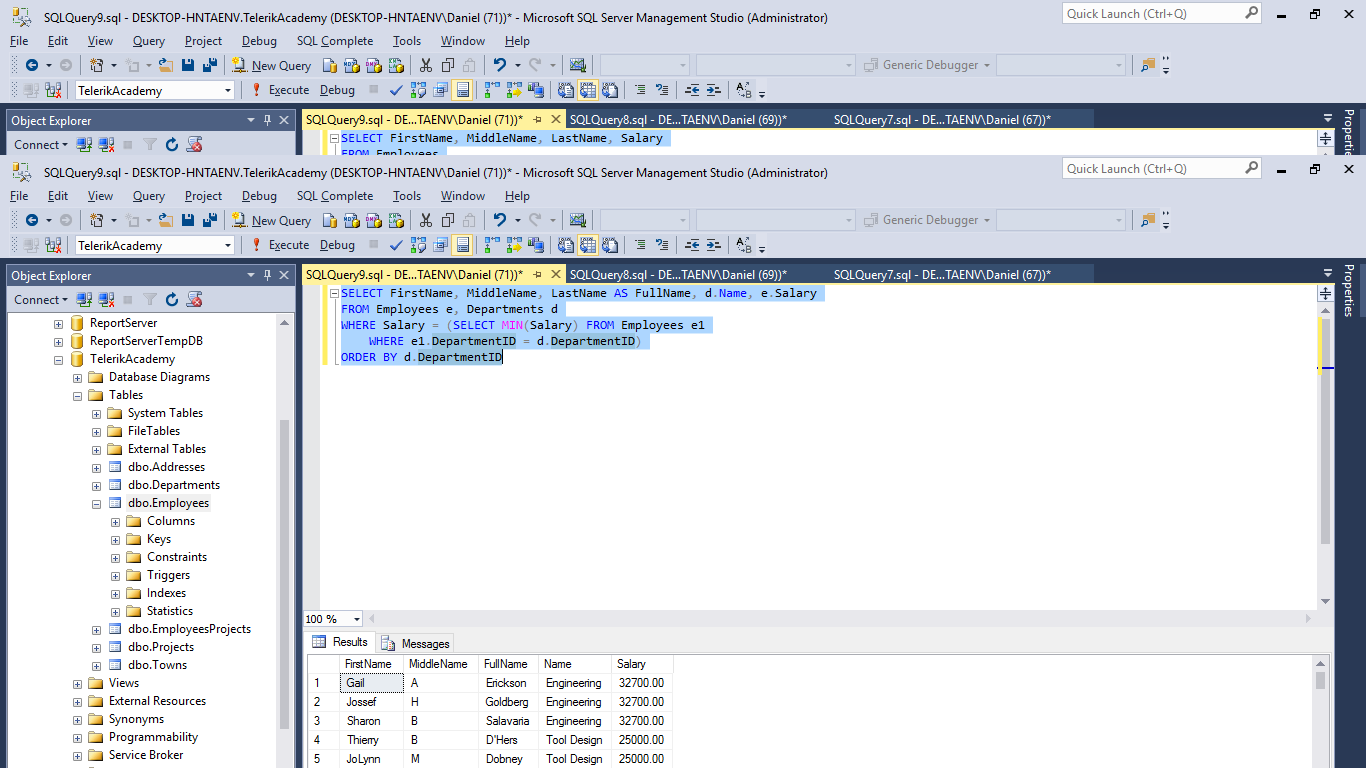 SQLQuery9.sql - DESKTOP-HNTAENV.TelerikAcademy (DESKTOP-HNTAENV\Daniel (71))* - Microsoft SQL Server Management Studio (Administrator)
Quick Launch (Ctrl+Q)
File Edit View Query Project Debug SQL Complete Tools Window Help
New Query MDX DMX Generic Debugger
TelerikAcademy Execute Debug
Object Explorer
SQLQuery9.sql - DE...TAENV\Daniel (71))* SQLQuery8.sql - DE...TAENV\Daniel (69))* SQLQuery7.sql - DE...TAENV\Daniel (67))*
Connect
SELECT FirstName, MiddleName, LastName, Salary
FROM Employees
SQLQuery9.sql - DESKTOP-HNTAENV.TelerikAcademy (DESKTOP-HNTAENV\Daniel (71))* - Microsoft SQL Server Management Studio (Administrator)
Quick Launch (Ctrl+Q)
File Edit View Query Project Debug SQL Complete Tools Window Help
New Query MDX DMX Generic Debugger
TelerikAcademy Execute Debug
Object Explorer
SQLQuery9.sql - DE...TAENV\Daniel (71))* SQLQuery8.sql - DE...TAENV\Daniel (69))* SQLQuery7.sql - DE...TAENV\Daniel (67))*
Properties
Connect
ReportServer
ReportServerTempDB
TelerikAcademy
Database Diagrams
Tables
System Tables
FileTables
External Tables
dbo.Addresses
dbo.Departments
dbo.Employees
Columns
Keys
Constraints
Triggers
Indexes
Statistics
dbo.EmployeesProjects
dbo.Projects
dbo.Towns
Views
External Resources
Synonyms
Programmability
Service Broker
SELECT FirstName, MiddleName, LastName AS FullName, d.Name, e.Salary
FROM Employees e, Departments d
WHERE Salary = (SELECT MIN(Salary) FROM Employees e1
WHERE e1.DepartmentID = d.DepartmentID)
ORDER BY d.DepartmentID
100 %
Results Messages
FirstName MiddleName FullName Name Salary
1 Gail A Erickson Engineering 32700.00
2 Jossef H Goldberg Engineering 32700.00
3 Sharon B Salavaria Engineering 32700.00
4 Thierry B D'Hers Tool Design 25000.00
5 JoLynn M Dobney Tool Design 25000.00